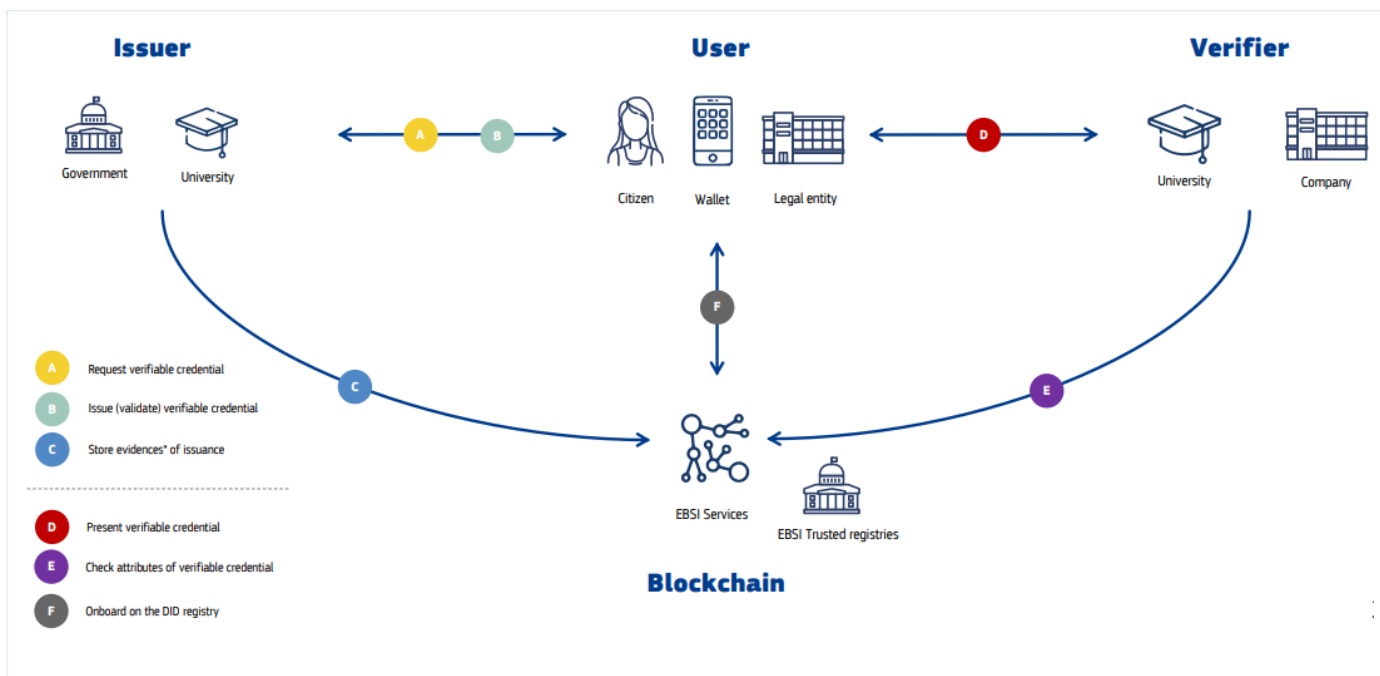 Issuer
User
Verifier
A
B
D
Government
University
Citizen
Wallet
Legal entity
University
Company
F
A Request verifiable credential
B Issue (validate) verifiable credential
C Store evidences* of issuance
C
E
D Present verifiable credential
E Check attributes of verifiable credential
F Onboard on the DID registry
EBSI Services
EBSI Trusted registries
Blockchain